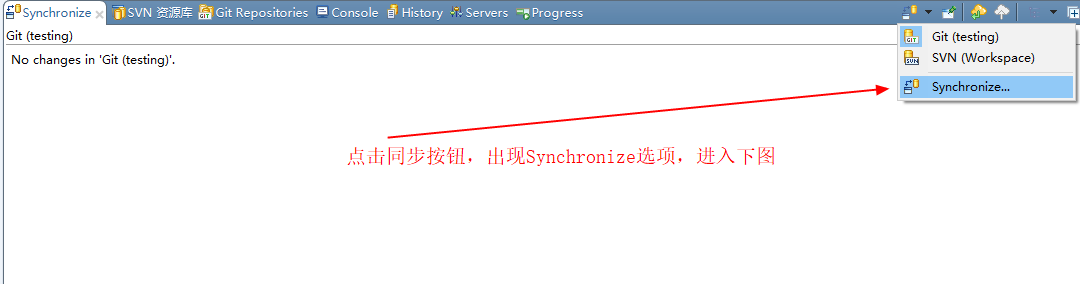 Synchronize SVN 资源库 Git Repositories Console History Servers Progress
Git (testing)
No changes in 'Git (testing)'.
GIT Git (testing)
SVN SVN (Workspace)
Synchronize...
点击同步按钮，出现Synchronize选项，进入下图